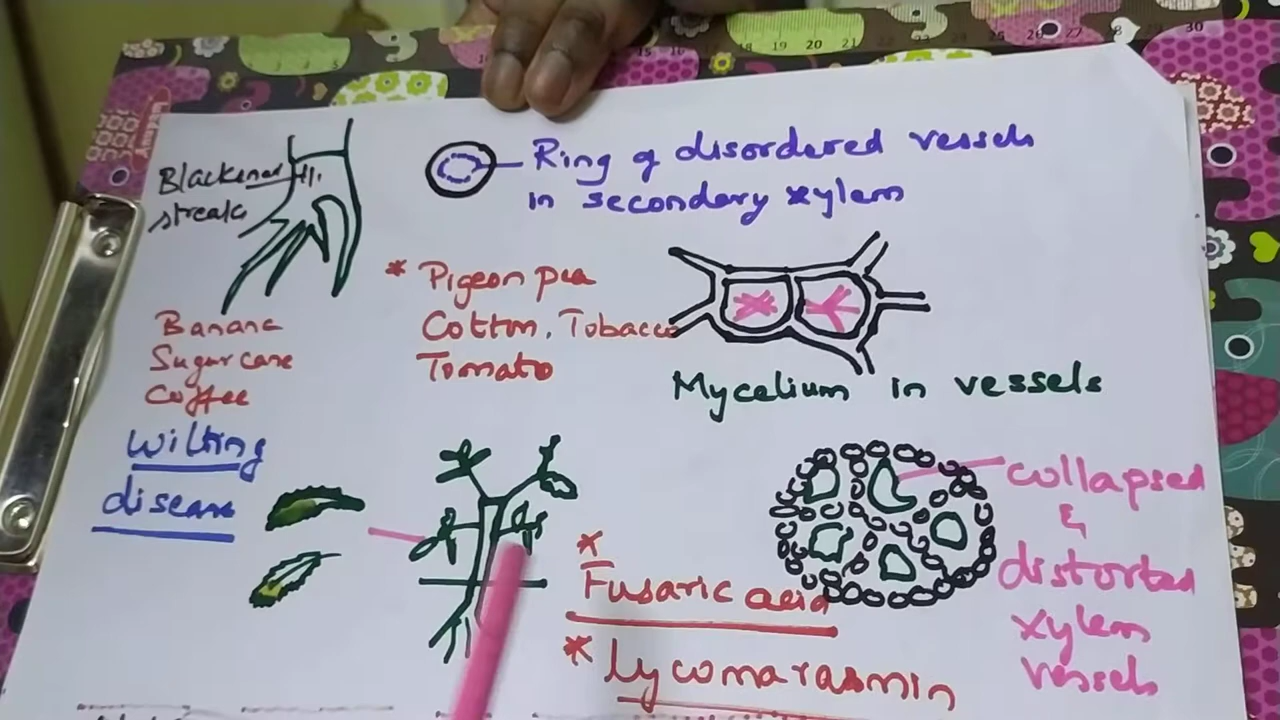 Blackened
streaks
Ring of disordered vessels
in secondary xylem
* Pigeon pea
Cotton, Tobacco
Tomato
Banana
Sugarcane
Coffee
Wilting
disease
Mycelium in vessels
collapsed
&
distorted
xylem
vessels
*
Fusaric acid
* Lycomarasmin